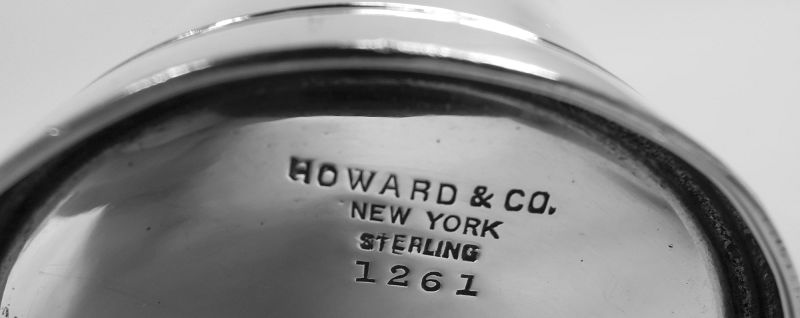 HOWARD & CO.
NEW YORK
STERLING
1261